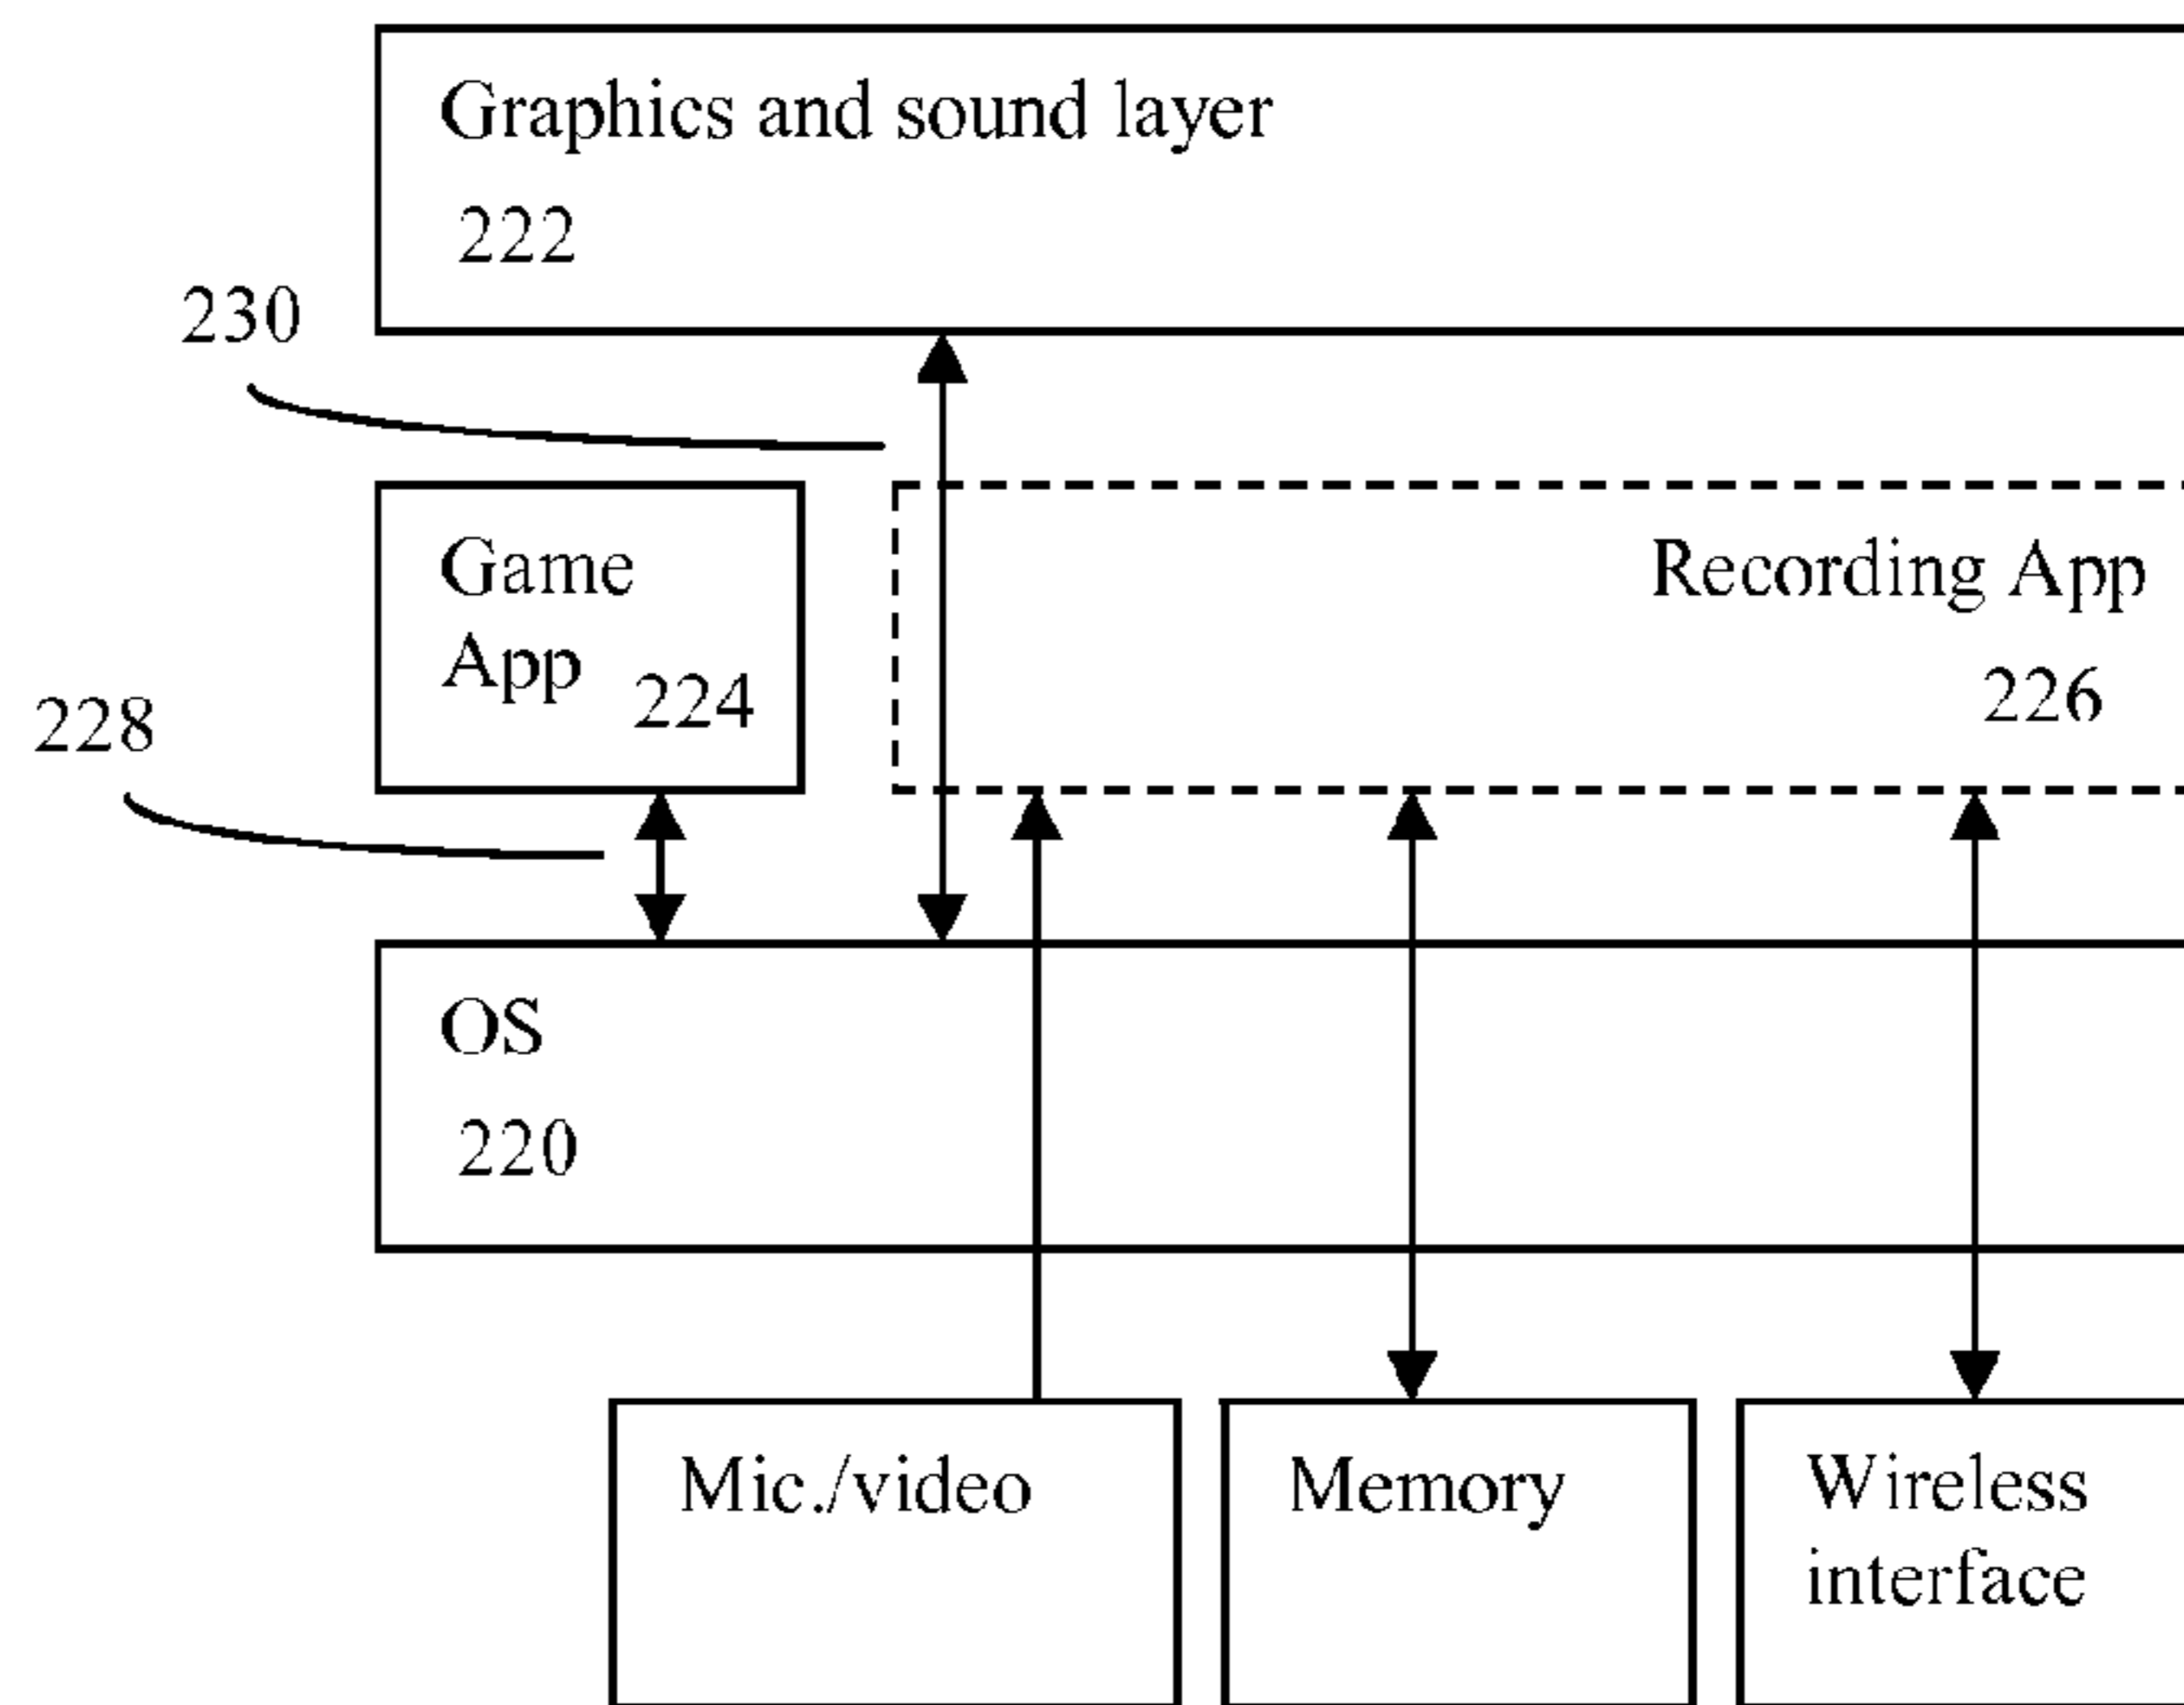 Graphics and sound layer
222
230
Game
App 224
Recording App
226
228
OS
220
Mic./video
Memory
Wireless
interface